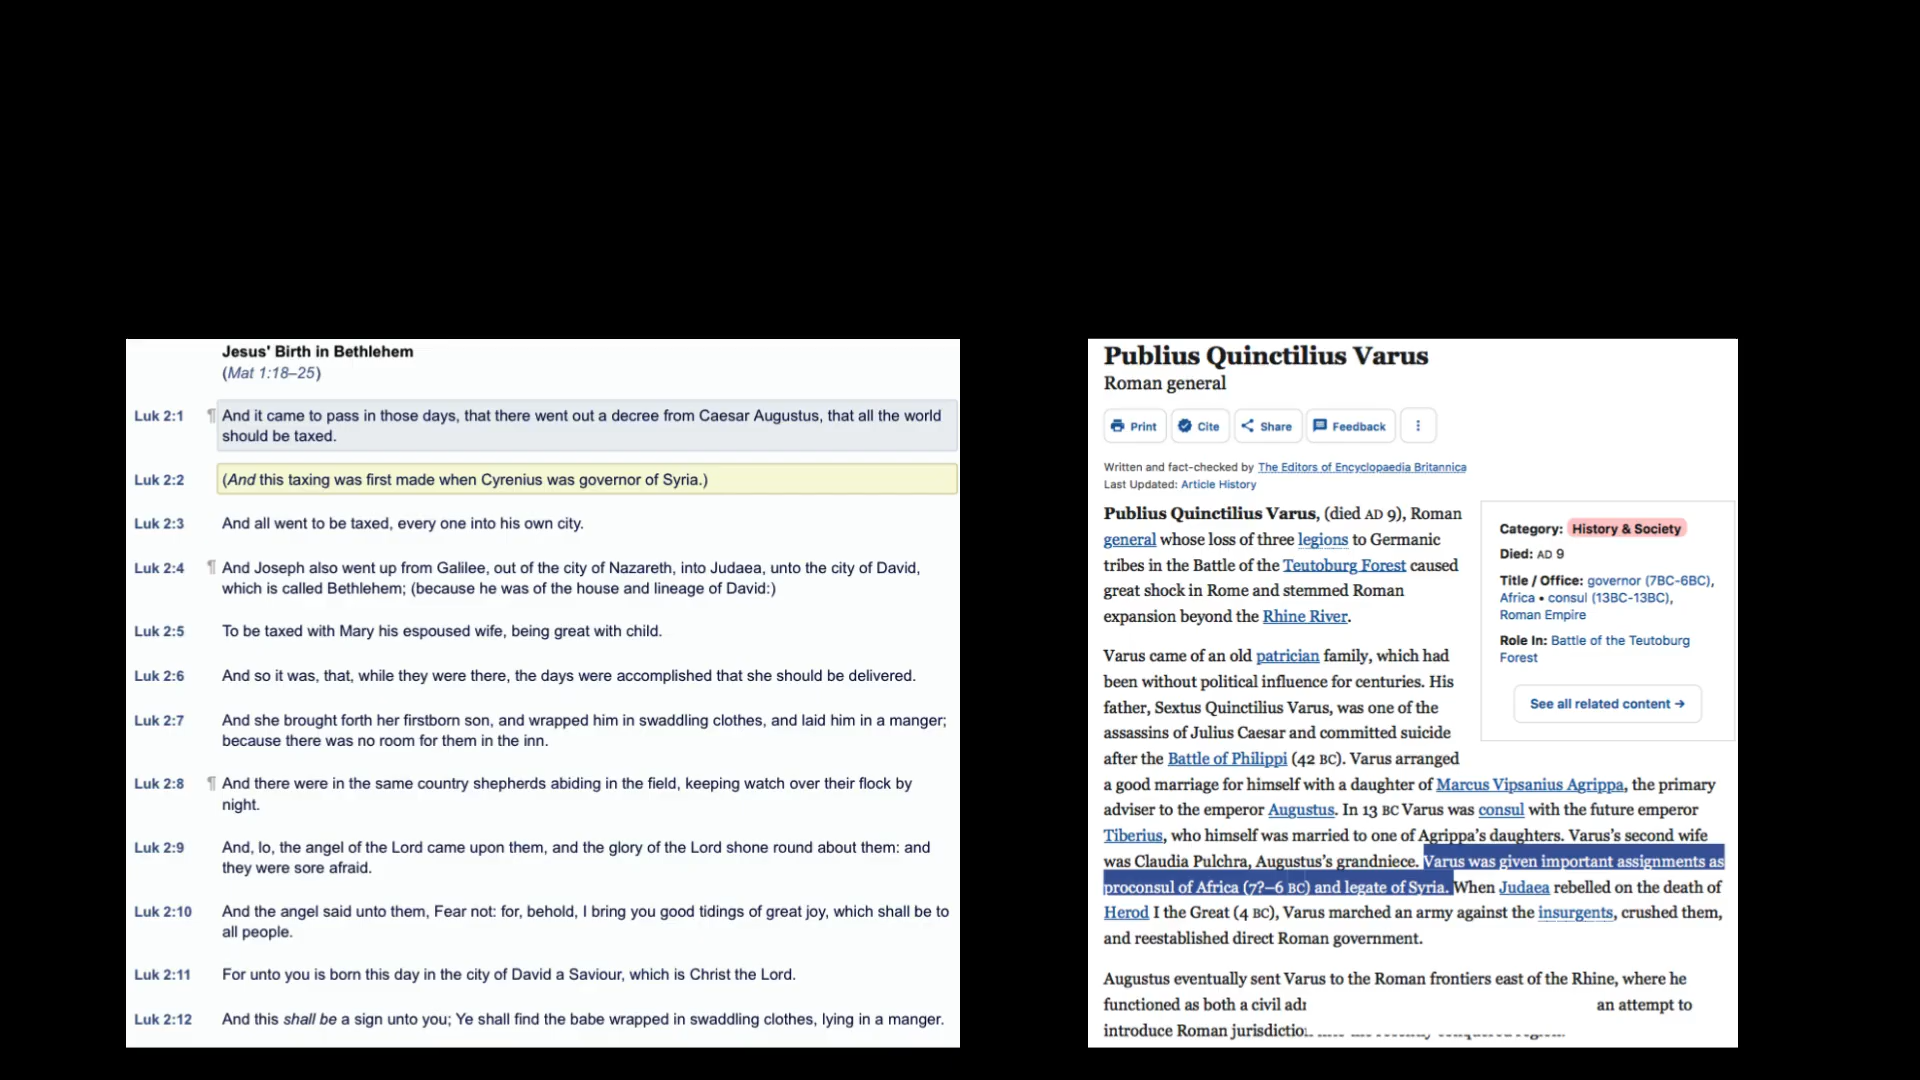 Jesus' Birth in Bethlehem
(Mat 1:18–25)
Luk 2:1 ¶ And it came to pass in those days, that there went out a decree from Caesar Augustus, that all the world
should be taxed.
Luk 2:2 (And this taxing was first made when Cyrenius was governor of Syria.)
Luk 2:3 And all went to be taxed, every one into his own city.
Luk 2:4 ¶ And Joseph also went up from Galilee, out of the city of Nazareth, into Judaea, unto the city of David,
which is called Bethlehem; (because he was of the house and lineage of David:)
Luk 2:5 To be taxed with Mary his espoused wife, being great with child.
Luk 2:6 And so it was, that, while they were there, the days were accomplished that she should be delivered.
Luk 2:7 And she brought forth her firstborn son, and wrapped him in swaddling clothes, and laid him in a manger;
because there was no room for them in the inn.
Luk 2:8 ¶ And there were in the same country shepherds abiding in the field, keeping watch over their flock by
night.
Luk 2:9 And, lo, the angel of the Lord came upon them, and the glory of the Lord shone round about them: and
they were sore afraid.
Luk 2:10 And the angel said unto them, Fear not: for, behold, I bring you good tidings of great joy, which shall be to
all people.
Luk 2:11 For unto you is born this day in the city of David a Saviour, which is Christ the Lord.
Luk 2:12 And this shall be a sign unto you; Ye shall find the babe wrapped in swaddling clothes, lying in a manger.
Publius Quinctilius Varus
Roman general
Print Cite Share Feedback
Written and fact-checked by The Editors of Encyclopaedia Britannica
Last Updated: Article History
Publius Quinctilius Varus, (died AD 9), Roman
general whose loss of three legions to Germanic
tribes in the Battle of the Teutoburg Forest caused
great shock in Rome and stemmed Roman
expansion beyond the Rhine River.
Category: History & Society
Died: AD 9
Title / Office: governor (7BC-6BC),
Africa • consul (13BC-13BC),
Roman Empire
Role In: Battle of the Teutoburg
Forest
See all related content →
Varus came of an old patrician family, which had
been without political influence for centuries. His
father, Sextus Quinctilius Varus, was one of the
assassins of Julius Caesar and committed suicide
after the Battle of Philippi (42 BC). Varus arranged
a good marriage for himself with a daughter of Marcus Vipsanius Agrippa, the primary
adviser to the emperor Augustus. In 13 BC Varus was consul with the future emperor
Tiberius, who himself was married to one of Agrippa's daughters. Varus's second wife
was Claudia Pulchra, Augustus's grandniece. Varus was given important assignments as
proconsul of Africa (7?–6 BC) and legate of Syria. When Judaea rebelled on the death of
Herod I the Great (4 BC), Varus marched an army against the insurgents, crushed them,
and reestablished direct Roman government.
Augustus eventually sent Varus to the Roman frontiers east of the Rhine, where he
functioned as both a civil an attempt to
introduce Roman